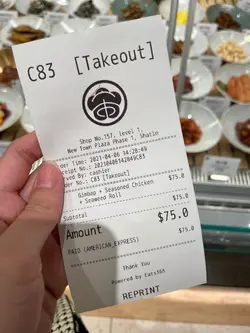 C83 [Takeout]
Shop No.157, level 1,
New Town Plaza Phase 1, Shatin
Order Time: 2021-04-06 14:28:49
Receipt No.: 20210406142849C83
Served By: cashier
Order No.: C83 [Takeout]
Gimbap + Seasoned Chicken $75.0
+ Seaweed Roll
Subtotal $75.0
Amount $75.0
PAID (AMERICAN_EXPRESS) $75.0
Thank You
Powered by Eats365
REPRINT